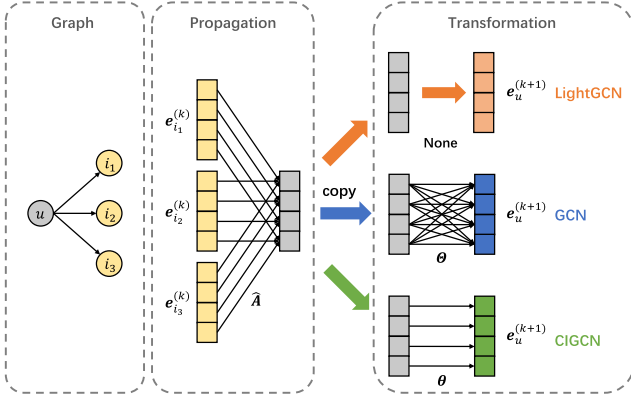 Graph
Propagation
Transformation
u
i₁
i₂
i₃
e_{i₁}^{(k)}
e_{i₂}^{(k)}
e_{i₃}^{(k)}
Â
copy
None
e_u^{(k+1)} LightGCN
Θ
e_u^{(k+1)} GCN
θ
e_u^{(k+1)} CIGCN